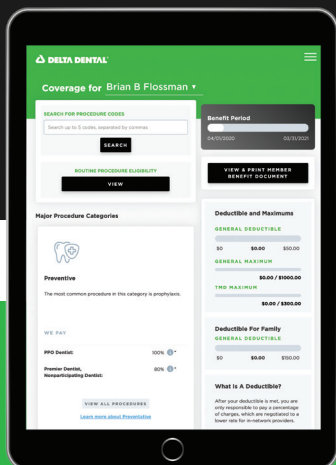 DELTA DENTAL
Coverage for Brian B Flossman
SEARCH FOR PROCEDURE CODES
Search up to 5 codes, separated by commas
SEARCH
ROUTINE PROCEDURE ELIGIBILITY
VIEW
Benefit Period
04/01/2020 03/31/2021
VIEW & PRINT MEMBER
BENEFIT DOCUMENT
Major Procedure Categories
Preventive
The most common procedure in this category is prophylaxis.
WE PAY
PPO Dentist: 100%
Premier Dentist,
Nonparticipating Dentist: 80%
VIEW ALL PROCEDURES
Learn more about Preventative
Deductible and Maximums
GENERAL DEDUCTIBLE
$0 $0.00 $50.00
GENERAL MAXIMUM
$0.00 / $1000.00
TMD MAXIMUM
$0.00 / $300.00
Deductible For Family
GENERAL DEDUCTIBLE
$0 $0.00 $150.00
What Is A Deductible?
After your deductible is met, you are
only responsible to pay a percentage
of charges, which are negotiated to a
lower rate for in-network providers.